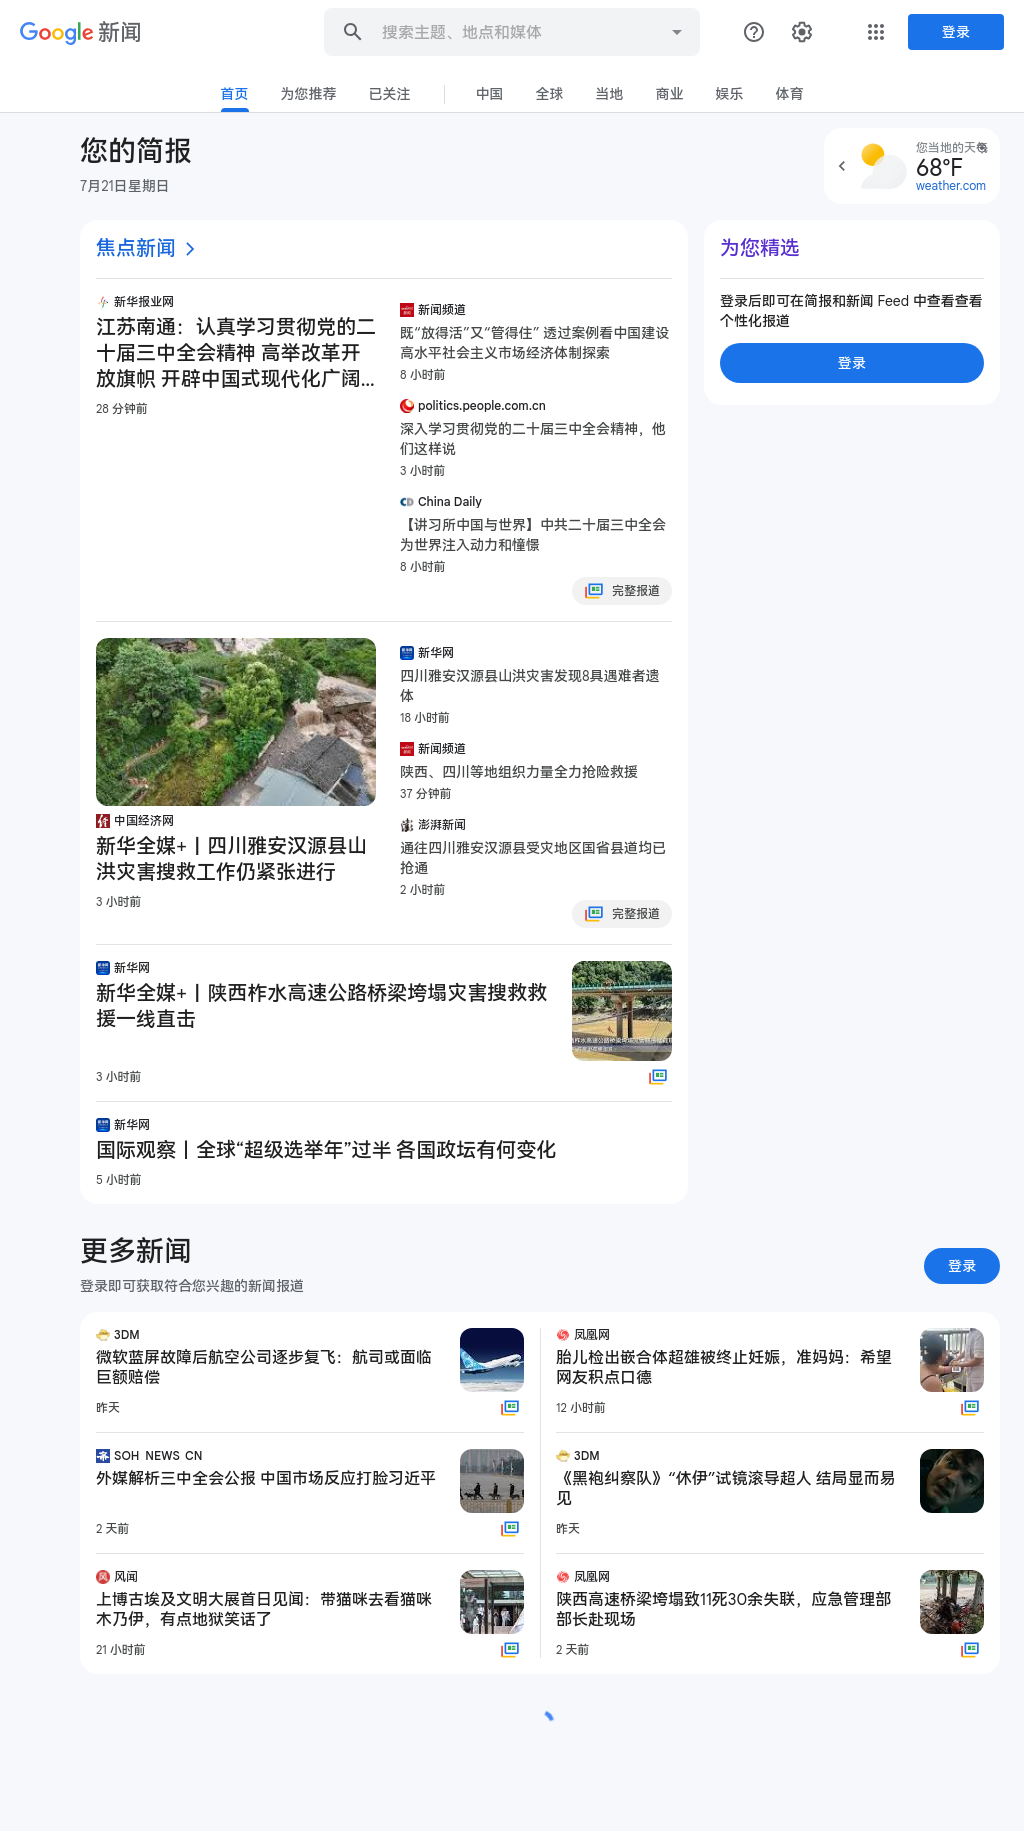 Google 新闻
搜索主题、地点和媒体
登录
首页
为您推荐
已关注
中国
全球
当地
商业
娱乐
体育
您的简报
7月21日星期日
您当地的天气
68°F
weather.com
焦点新闻
新华报业网
江苏南通：认真学习贯彻党的二
十届三中全会精神 高举改革开
放旗帜 开辟中国式现代化广阔...
28 分钟前
新闻频道
既“放得活”又“管得住” 透过案例看中国建设
高水平社会主义市场经济体制探索
8 小时前
politics.people.com.cn
深入学习贯彻党的二十届三中全会精神，他
们这样说
3 小时前
China Daily
【讲习所中国与世界】中共二十届三中全会
为世界注入动力和憧憬
8 小时前
完整报道
为您精选
登录后即可在简报和新闻 Feed 中查看查看
个性化报道
登录
中国经济网
新华全媒+丨四川雅安汉源县山
洪灾害搜救工作仍紧张进行
3 小时前
新华网
四川雅安汉源县山洪灾害发现8具遇难者遗
体
18 小时前
新闻频道
陕西、四川等地组织力量全力抢险救援
37 分钟前
澎湃新闻
通往四川雅安汉源县受灾地区国省县道均已
抢通
2 小时前
完整报道
新华网
新华全媒+丨陕西柞水高速公路桥梁垮塌灾害搜救救
援一线直击
3 小时前
新华网
国际观察丨全球“超级选举年”过半 各国政坛有何变化
5 小时前
更多新闻
登录即可获取符合您兴趣的新闻报道
登录
3DM
微软蓝屏故障后航空公司逐步复飞：航司或面临
巨额赔偿
昨天
SOH_NEWS_CN
外媒解析三中全会公报 中国市场反应打脸习近平
2 天前
风闻
上博古埃及文明大展首日见闻：带猫咪去看猫咪
木乃伊，有点地狱笑话了
21 小时前
凤凰网
胎儿检出嵌合体超雄被终止妊娠，准妈妈：希望
网友积点口德
12 小时前
3DM
《黑袍纠察队》“休伊”试镜滚导超人 结局显而易
见
昨天
凤凰网
陕西高速桥梁垮塌致11死30余失联，应急管理部
部长赴现场
2 天前